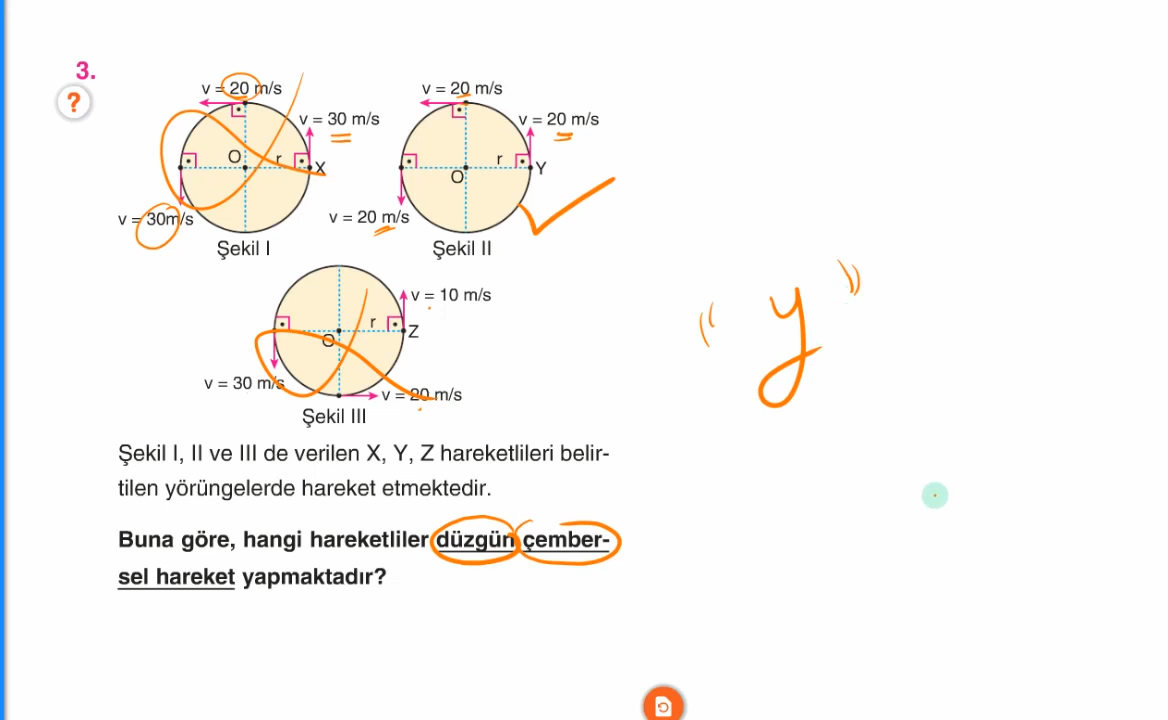 3.
?
v = 20 m/s
v = 30 m/s
O
r
X
v = 30m/s
Şekil I
v = 20 m/s
v = 20 m/s
r
Y
O
v = 20 m/s
Şekil II
v = 10 m/s
r
Z
O
v = 30 m/s
v = 20 m/s
Şekil III
"y"
Şekil I, II ve III de verilen X, Y, Z hareketlileri belir-
tilen yörüngelerde hareket etmektedir.
Buna göre, hangi hareketliler düzgün çember-
sel hareket yapmaktadır?